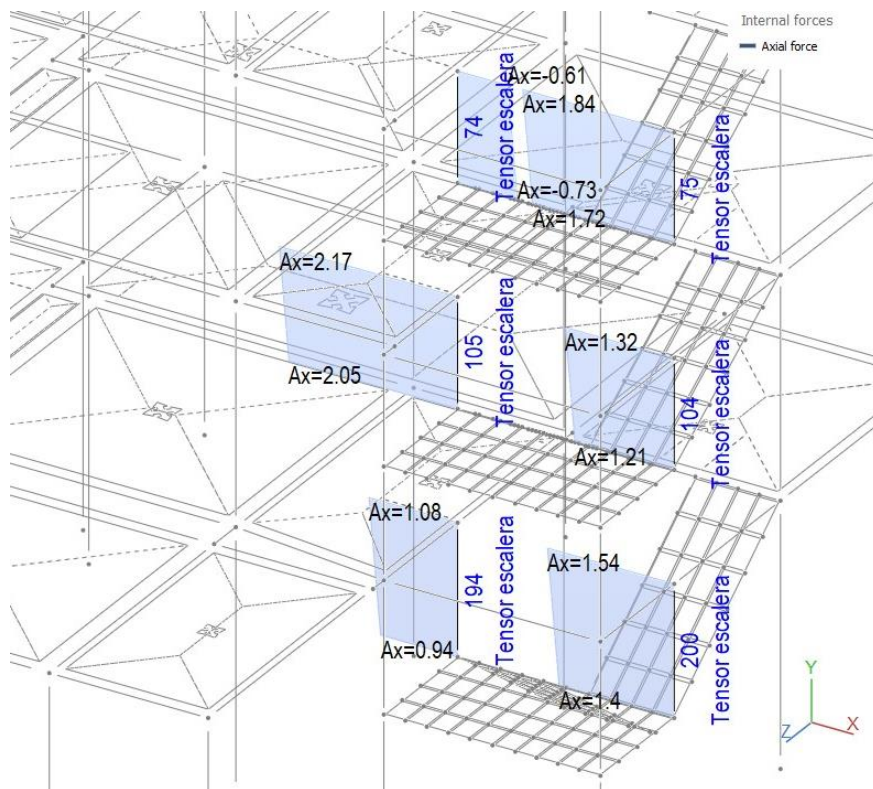 Internal forces
Axial force
Ax=-0.61
Ax=1.84
74
Tensor escalera
Ax=-0.73
Ax=1.72
75
Tensor escalera
Ax=2.17
Ax=2.05
105
Tensor escalera
Ax=1.32
Ax=1.21
104
Tensor escalera
Ax=1.08
Ax=0.94
194
Tensor escalera
Ax=1.54
Ax=1.4
200
Tensor escalera
Y
Z
X